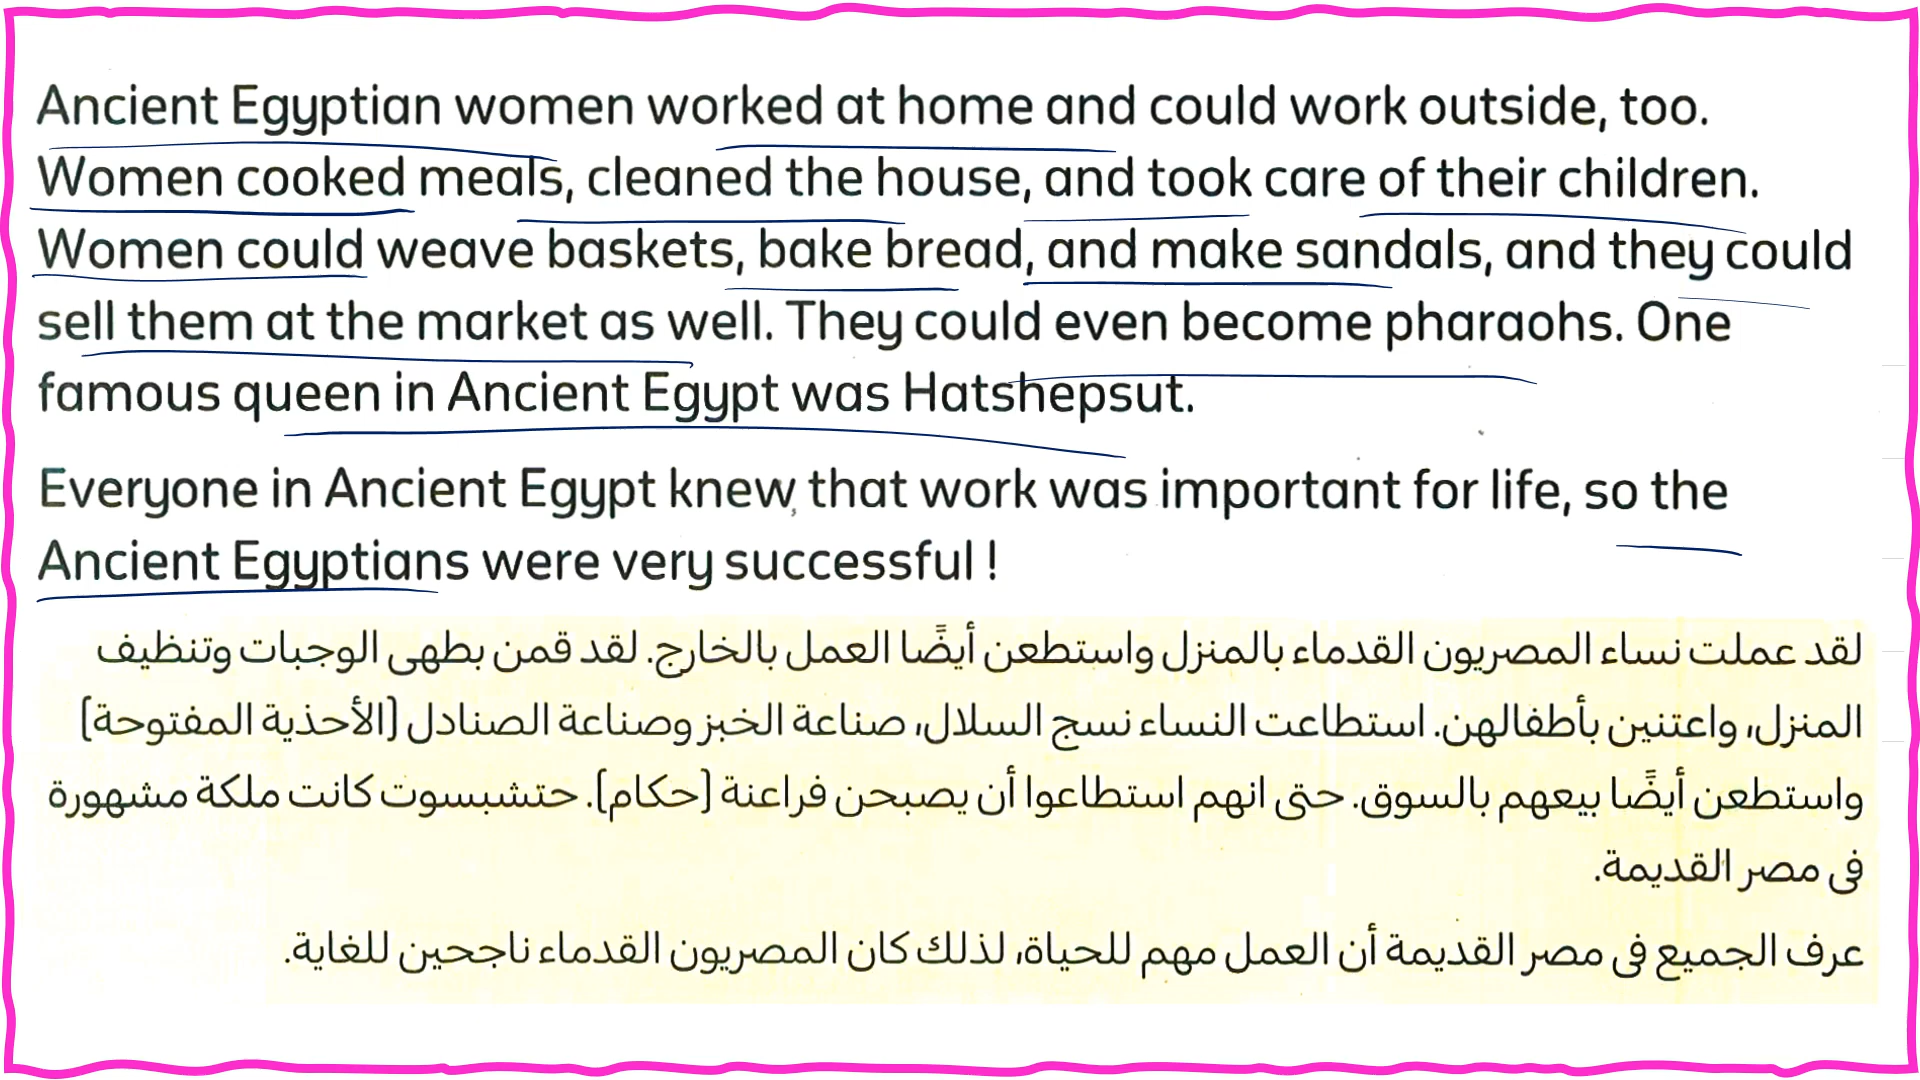 Ancient Egyptian women worked at home and could work outside, too.
Women cooked meals, cleaned the house, and took care of their children.
Women could weave baskets, bake bread, and make sandals, and they could
sell them at the market as well. They could even become pharaohs. One
famous queen in Ancient Egypt was Hatshepsut.
Everyone in Ancient Egypt knew, that work was important for life, so the
Ancient Egyptians were very successful !
لقد عملت نساء المصريون القدماء بالمنزل واستطعن أيضًا العمل بالخارج. لقد قمن بطهى الوجبات وتنظيف
المنزل، واعتنين بأطفالهن. استطاعت النساء نسج السلال، صناعة الخبز وصناعة الصنادل (الأحذية المفتوحة)
واستطعن أيضًا بيعهم بالسوق. حتى انهم استطاعوا أن يصبحن فراعنة (حكام). حتشبسوت كانت ملكة مشهورة
فى مصر القديمة.
عرف الجميع فى مصر القديمة أن العمل مهم للحياة، لذلك كان المصريون القدماء ناجحين للغاية.